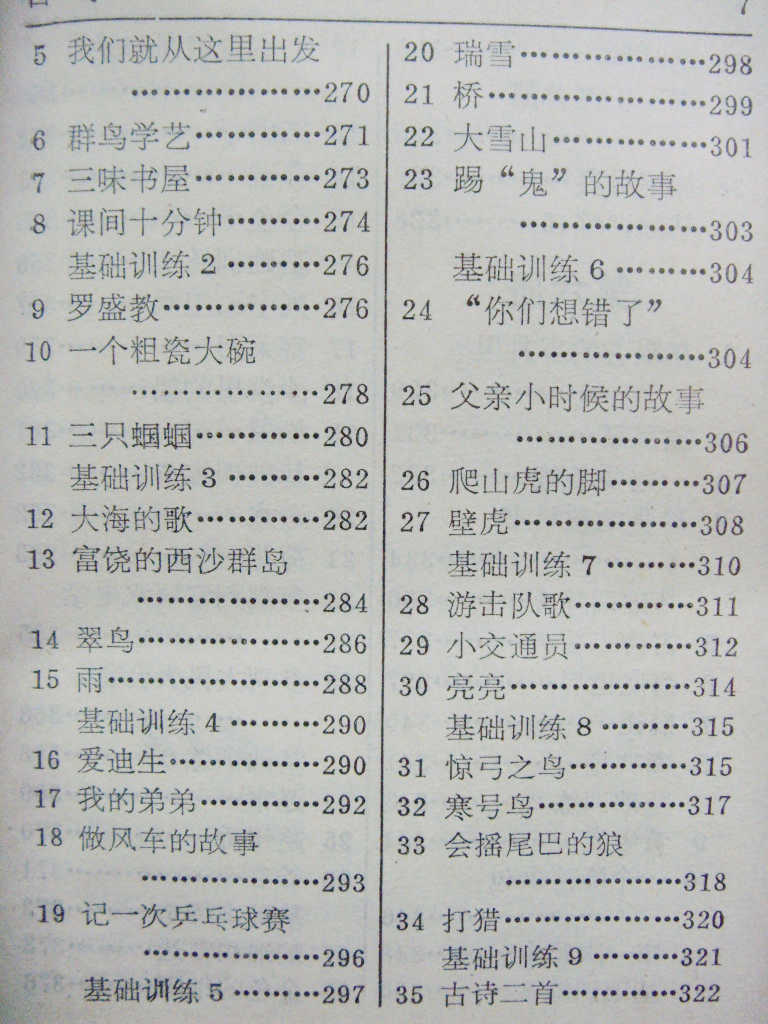 7
5 我们就从这里出发
………………270
6 群鸟学艺…………271
7 三味书屋…………273
8 课间十分钟………274
基础训练2………276
9 罗盛教……………276
10 一个粗瓷大碗
………………278
11 三只蝈蝈…………280
基础训练3………282
12 大海的歌…………282
13 富饶的西沙群岛
………………284
14 翠鸟………………286
15 雨…………………288
基础训练4………290
16 爱迪生……………290
17 我的弟弟…………292
18 做风车的故事
………………293
19 记一次乒乓球赛
………………296
基础训练5………297
20 瑞雪………………298
21 桥…………………299
22 大雪山……………301
23 踢“鬼”的故事
………………303
基础训练6………304
24 “你们想错了”
………………304
25 父亲小时候的故事
………………306
26 爬山虎的脚………307
27 壁虎………………308
基础训练7………310
28 游击队歌…………311
29 小交通员…………312
30 亮亮………………314
基础训练8………315
31 惊弓之鸟…………315
32 寒号鸟……………317
33 会摇尾巴的狼
………………318
34 打猎………………320
基础训练9………321
35 古诗二首…………322